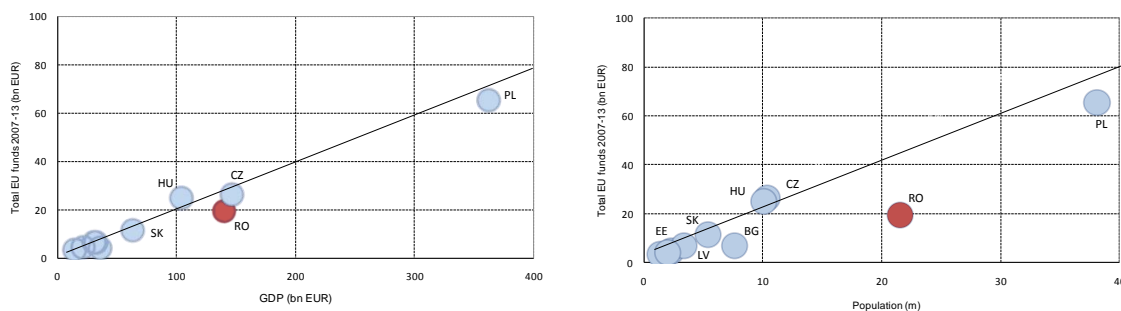 Total EU funds 2007-13 (bn EUR)
100
80
60
40
20
0
PL
HU
CZ
SK
RO
0
100
200
300
400
GDP (bn EUR)
Total EU funds 2007-13 (bn EUR)
100
80
60
40
20
0
PL
HU
CZ
RO
SK
EE
BG
LV
0
10
20
30
40
Population (m)